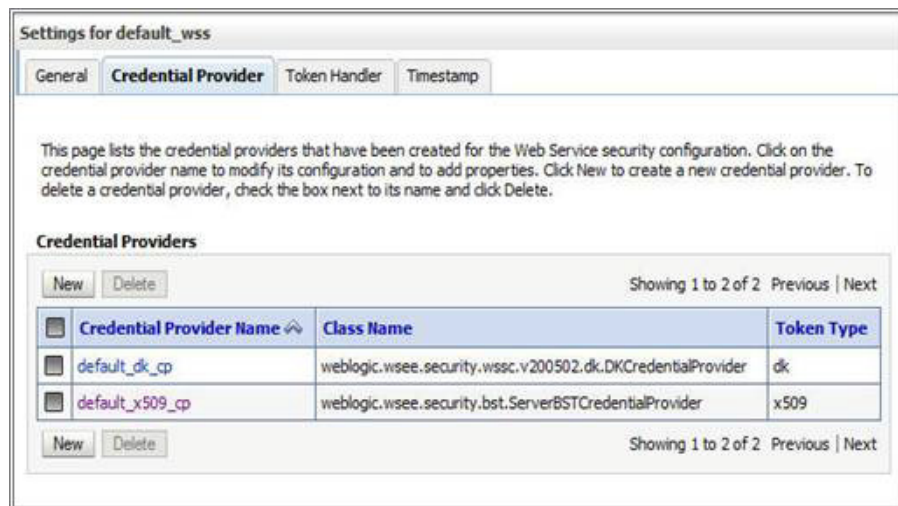 Settings for default_wss
General Credential Provider Token Handler Timestamp
This page lists the credential providers that have been created for the Web Service security configuration. Click on the
credential provider name to modify its configuration and to add properties. Click New to create a new credential provider. To
delete a credential provider, check the box next to its name and click Delete.
Credential Providers
New Delete Showing 1 to 2 of 2 Previous | Next
Credential Provider Name Class Name Token Type
default_dk_cp weblogic.wsee.security.wssc.v200502.dk.DKCredentialProvider dk
default_x509_cp weblogic.wsee.security.bst.ServerBSTCredentialProvider x509
New Delete Showing 1 to 2 of 2 Previous | Next